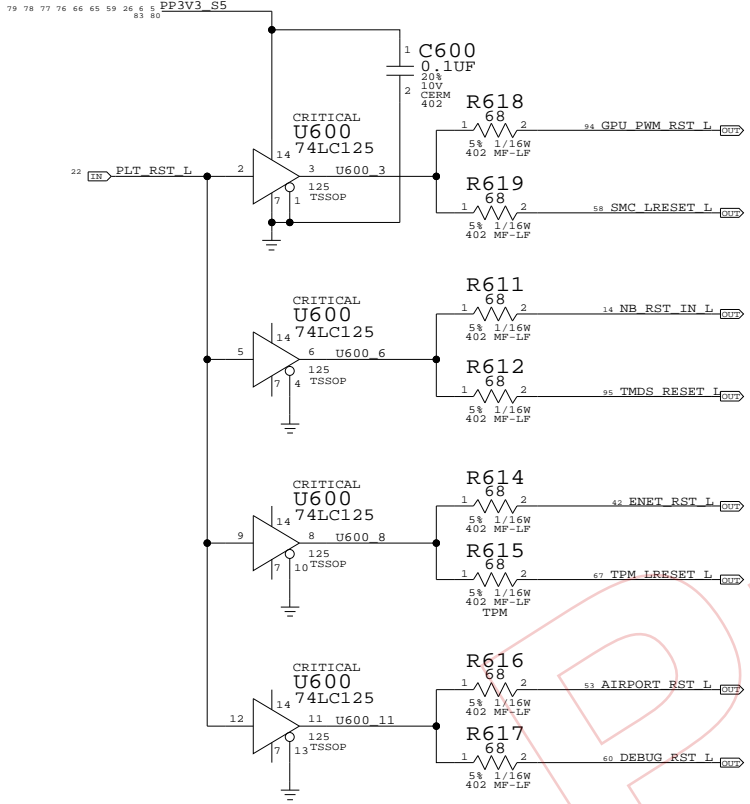 79 78 77 76 66 65 59 26 6 5 PP3V3_S5
83 80
1 C600
0.1UF
20%
10V
2 CERM
402
CRITICAL
U600
74LC125
14
22 IN PLT_RST_L 2 3 U600_3
125
7 1 TSSOP
R618
68
1 2 94 GPU_PWM_RST_L OUT
5% 1/16W
402 MF-LF
R619
68
1 2 58 SMC_LRESET_L OUT
5% 1/16W
402 MF-LF
CRITICAL
U600
74LC125
14
5 6 U600_6
125
7 4 TSSOP
R611
68
1 2 14 NB_RST_IN_L OUT
5% 1/16W
402 MF-LF
R612
68
1 2 95 TMDS_RESET_L OUT
5% 1/16W
402 MF-LF
CRITICAL
U600
74LC125
14
9 8 U600_8
125
7 10 TSSOP
R614
68
1 2 42 ENET_RST_L OUT
5% 1/16W
402 MF-LF
R615
68
1 2 67 TPM_LRESET_L OUT
5% 1/16W
402 MF-LF
TPM
CRITICAL
U600
74LC125
14
12 11 U600_11
125
7 13 TSSOP
R616
68
1 2 53 AIRPORT_RST_L OUT
5% 1/16W
402 MF-LF
R617
68
1 2 60 DEBUG_RST_L OUT
5% 1/16W
402 MF-LF